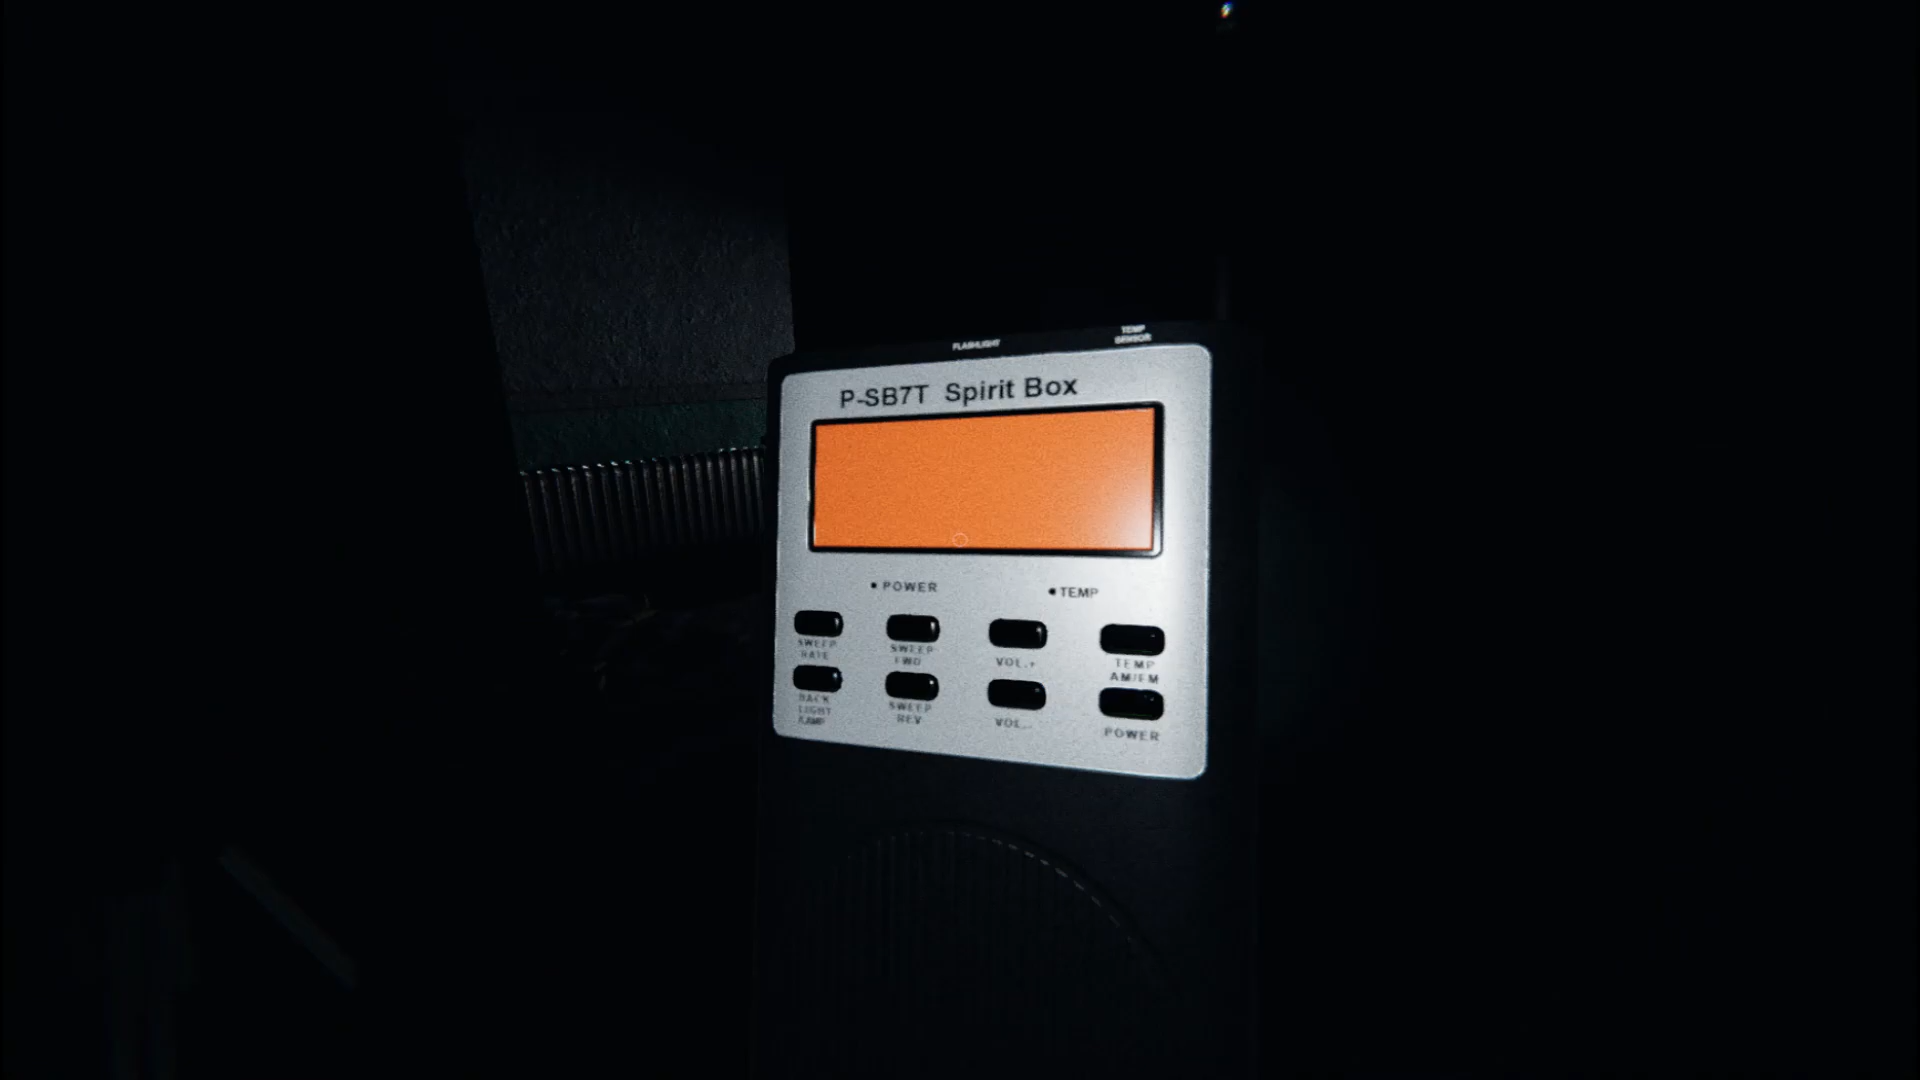 FLASHLIGHT
TEMP
SENSOR
P-SB7T Spirit Box
POWER
TEMP
SWEEP
RATE
SWEEP
FWD
VOL.+
TEMP
AM/FM
BACK
LIGHT
/LAMP
SWEEP
REV
VOL.-
POWER